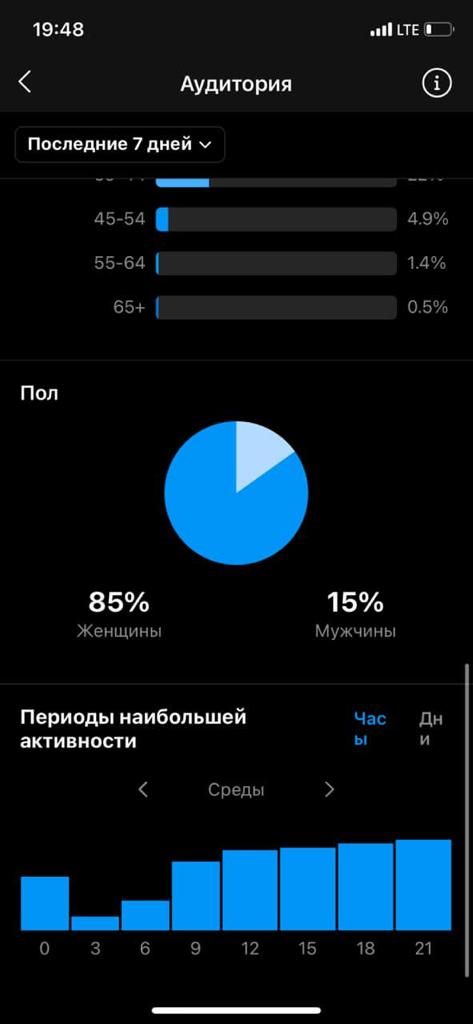 19:48
LTE
Аудитория
Последние 7 дней
45-54
4.9%
55-64
1.4%
65+
0.5%
Пол
85%
15%
Женщины
Мужчины
Периоды наибольшей
активности
Час
ы
Дн
и
Среды
0 3 6 9 12 15 18 21